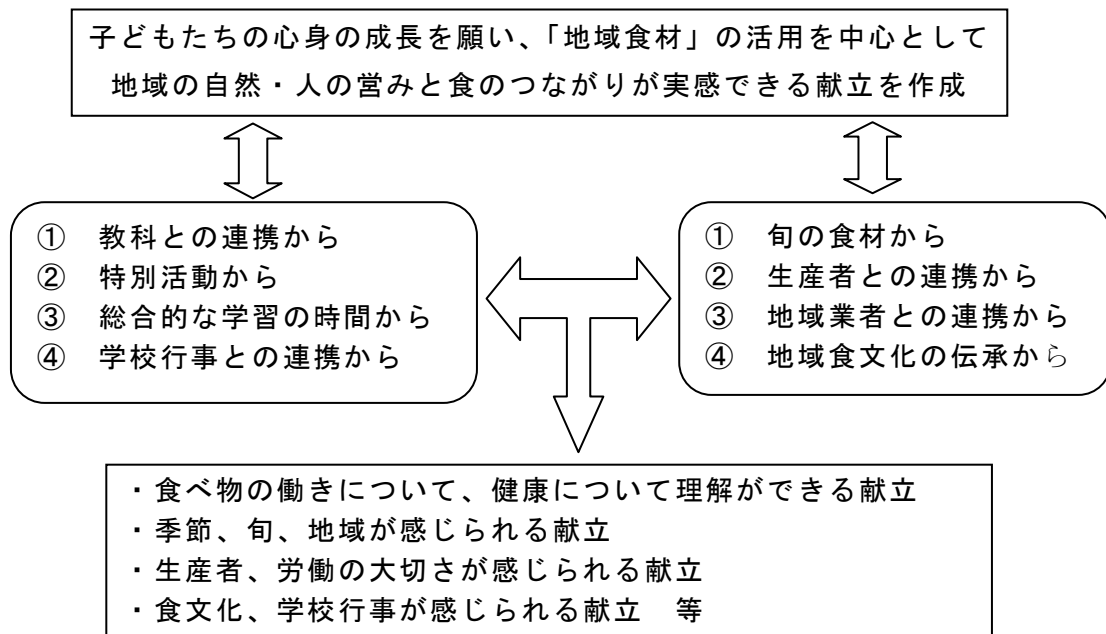 子どもたちの心身の成長を願い、「地域食材」の活用を中心として
地域の自然・人の営みと食のつながりが実感できる献立を作成
① 教科との連携から
② 特別活動から
③ 総合的な学習の時間から
④ 学校行事との連携から
① 旬の食材から
② 生産者との連携から
③ 地域業者との連携から
④ 地域食文化の伝承から
・食べ物の働きについて、健康について理解ができる献立
・季節、旬、地域が感じられる献立
・生産者、労働の大切さが感じられる献立
・食文化、学校行事が感じられる献立 等